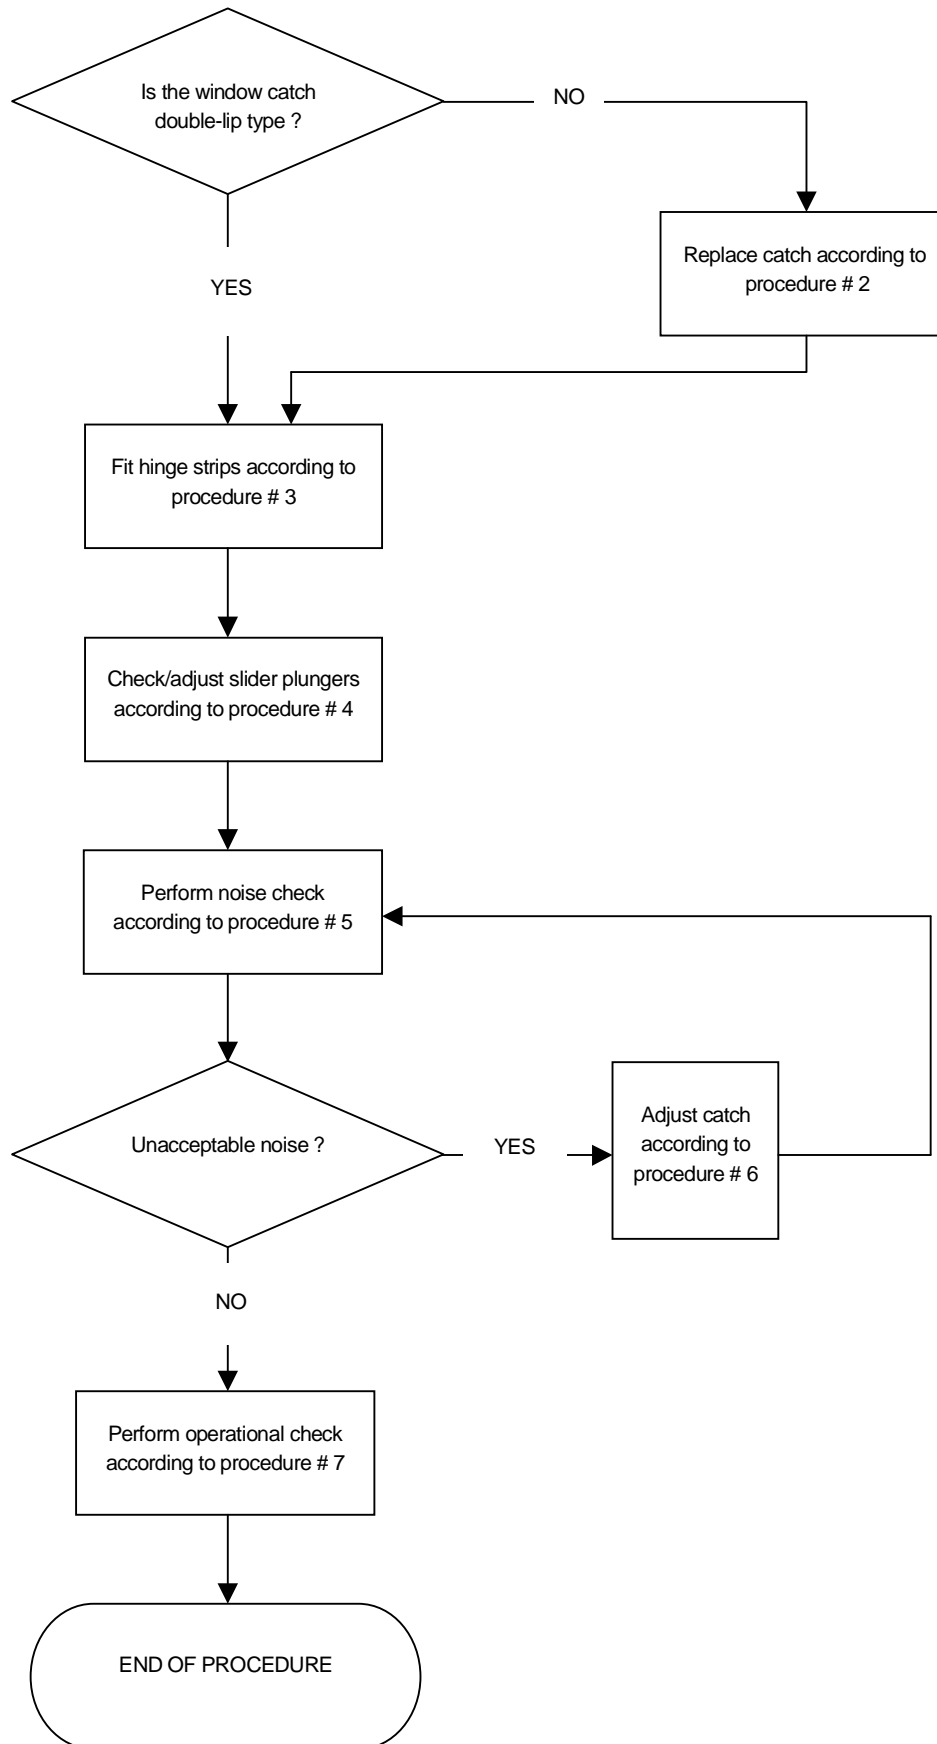 Is the window catch
double-lip type ?
NO
Replace catch according to
procedure # 2
YES
Fit hinge strips according to
procedure # 3
Check/adjust slider plungers
according to procedure # 4
Perform noise check
according to procedure # 5
Unacceptable noise ?
YES
Adjust catch
according to
procedure # 6
NO
Perform operational check
according to procedure # 7
END OF PROCEDURE